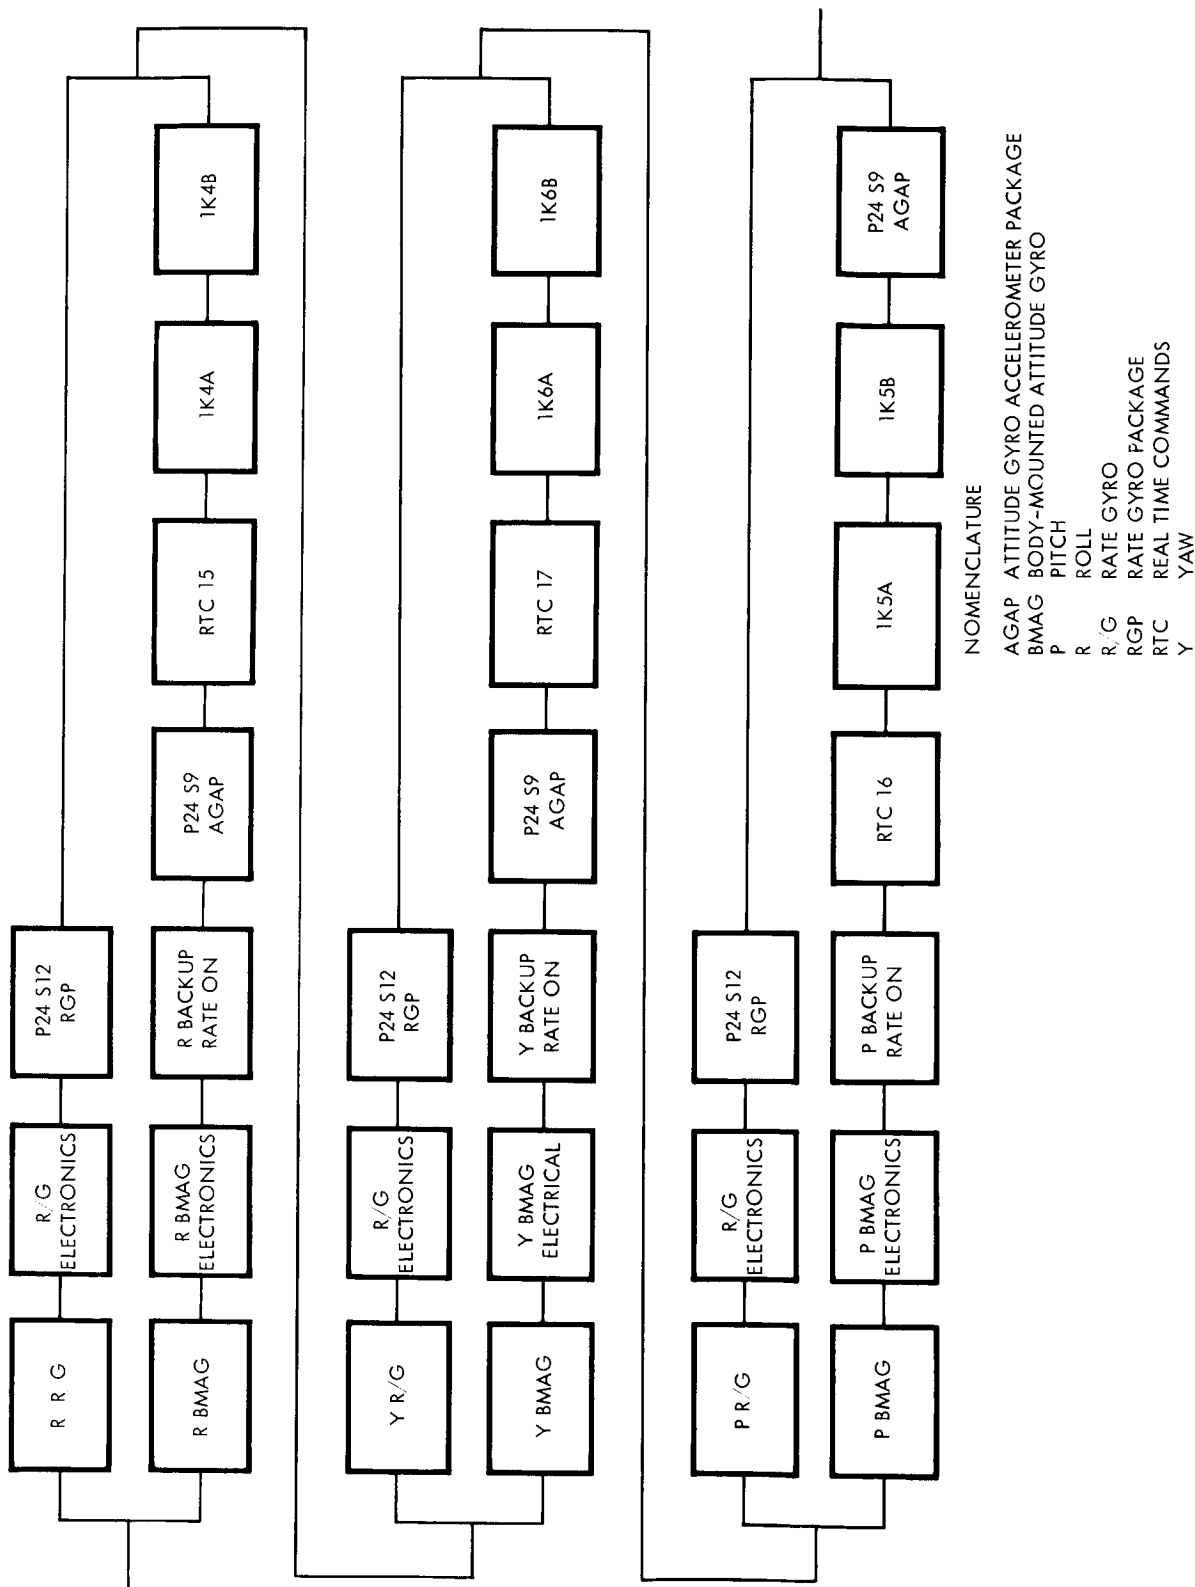 R R G
R/G
ELECTRONICS
P24 S12
RGP
R BMAG
R BMAG
ELECTRONICS
R BACKUP
RATE ON
P24 S9
AGAP
RTC 15
1K4A
1K4B
Y R/G
R/G
ELECTRONICS
P24 S12
RGP
Y BMAG
Y BMAG
ELECTRICAL
Y BACKUP
RATE ON
P24 S9
AGAP
RTC 17
1K6A
1K6B
P R/G
R/G
ELECTRONICS
P24 S12
RGP
P BMAG
P BMAG
ELECTRONICS
P BACKUP
RATE ON
RTC 16
1K5A
1K5B
P24 S9
AGAP
NOMENCLATURE
AGAP ATTITUDE GYRO ACCELEROMETER PACKAGE
BMAG BODY-MOUNTED ATTITUDE GYRO
P PITCH
R ROLL
R/G RATE GYRO
RGP RATE GYRO PACKAGE
RTC REAL TIME COMMANDS
Y YAW